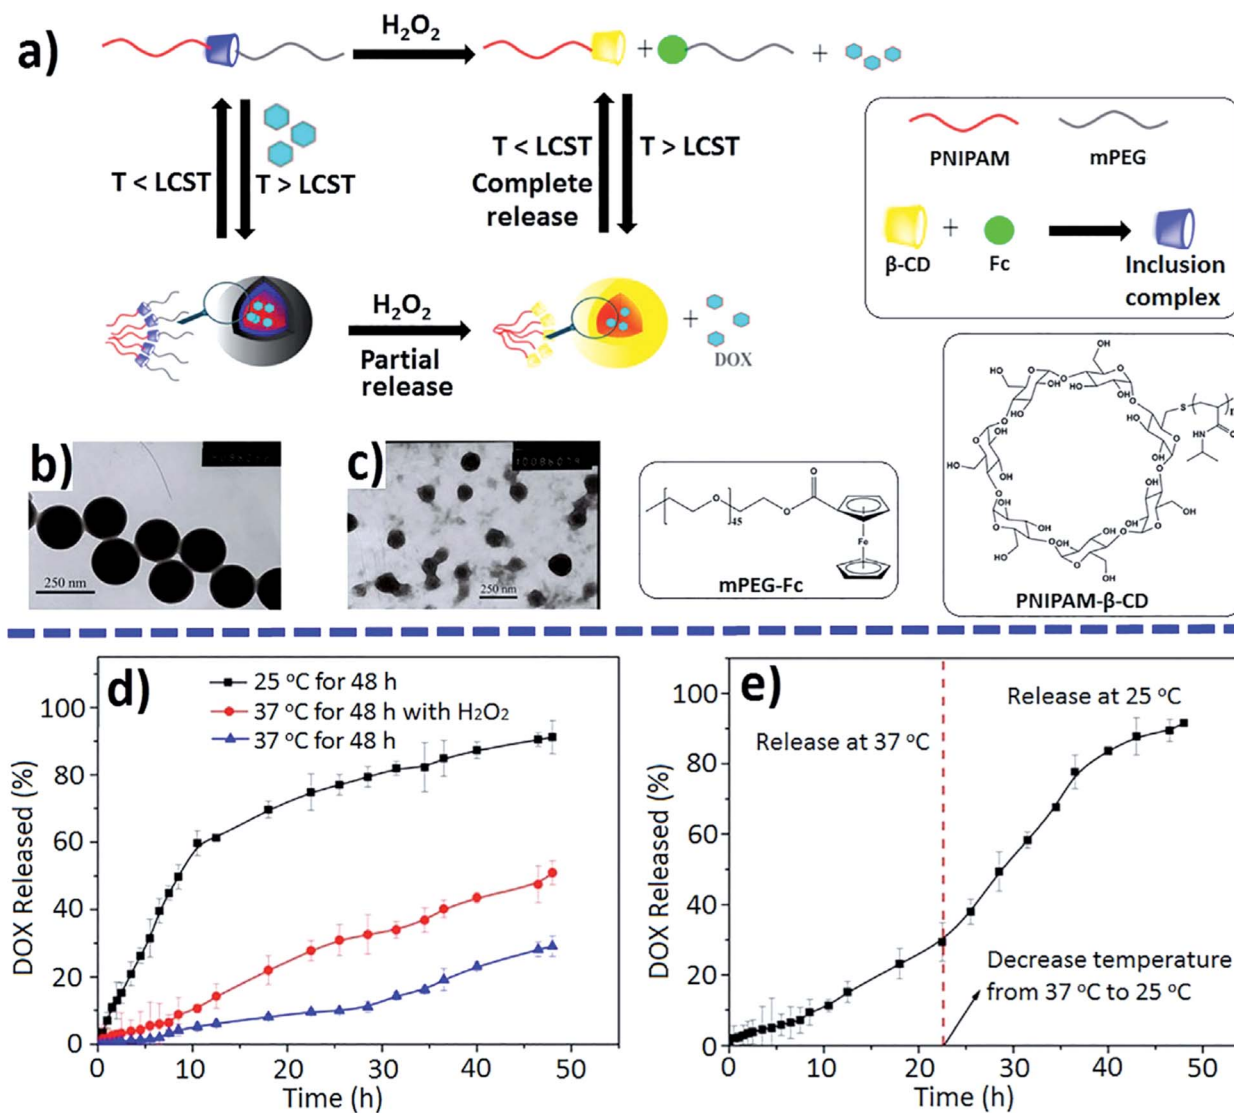 a)
H₂O₂
T < LCST
T > LCST
T < LCST
Complete
release
T > LCST
H₂O₂
Partial
release
DOX
PNIPAM
mPEG
β-CD
Fc
Inclusion
complex
b)
250 nm
c)
250 nm
O
O
O
45
Fe
mPEG-Fc
OH
HO
O
S
HN
O
n
PNIPAM-β-CD
d)
25 °C for 48 h
37 °C for 48 h with H₂O₂
37 °C for 48 h
DOX Released (%)
100
80
60
40
20
0
0 10 20 30 40 50
Time (h)
e)
Release at 25 °C
Release at 37 °C
Decrease temperature
from 37 °C to 25 °C
DOX Released (%)
100
80
60
40
20
0
0 10 20 30 40 50
Time (h)